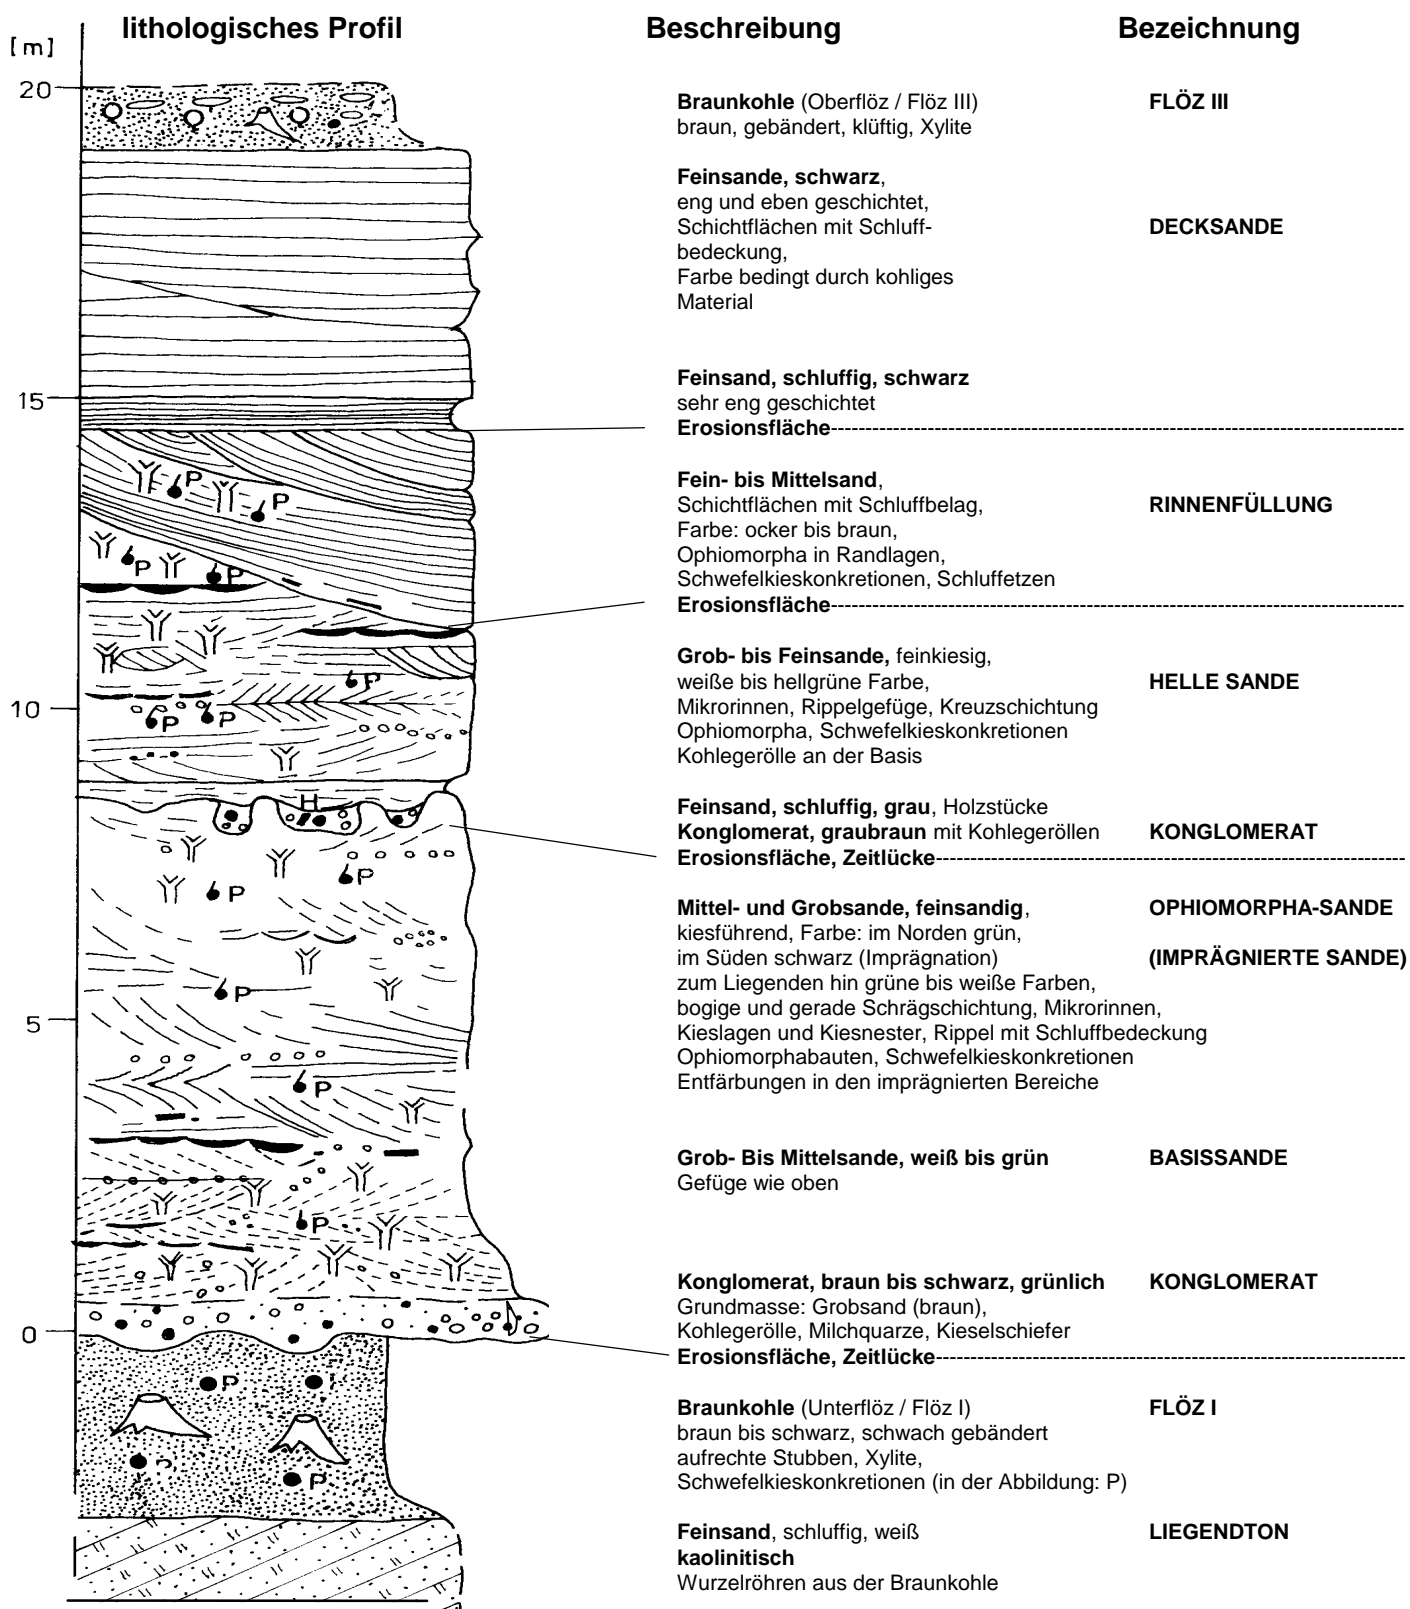 lithologisches Profil Beschreibung Bezeichnung
[m]
20
Braunkohle (Oberflöz / Flöz III) FLÖZ III
braun, gebändert, klüftig, Xylite
Feinsande, schwarz,
eng und eben geschichtet,
Schichtflächen mit Schluff- DECKSANDE
bedeckung,
Farbe bedingt durch kohliges
Material
Feinsand, schluffig, schwarz
15
sehr eng geschichtet
Erosionsfläche
Fein- bis Mittelsand,
P
P
Schichtflächen mit Schluffbelag, RINNENFÜLLUNG
Farbe: ocker bis braun,
Ophiomorpha in Randlagen,
P P
Schwefelkieskonkretionen, Schluffetzen
Erosionsfläche
Grob- bis Feinsande, feinkiesig,
P
weiße bis hellgrüne Farbe, HELLE SANDE
10
P P
Mikrorinnen, Rippelgefüge, Kreuzschichtung
Ophiomorpha, Schwefelkieskonkretionen
Kohlegerölle an der Basis
H
Feinsand, schluffig, grau, Holzstücke
Konglomerat, graubraun mit Kohlegeröllen KONGLOMERAT
Erosionsfläche, Zeitlücke
P P
Mittel- und Grobsande, feinsandig, OPHIOMORPHA-SANDE
kiesführend, Farbe: im Norden grün,
im Süden schwarz (Imprägnation) (IMPRÄGNIERTE SANDE)
zum Liegenden hin grüne bis weiße Farben,
P
bogige und gerade Schrägschichtung, Mikrorinnen,
5
Kieslagen und Kiesnester, Rippel mit Schluffbedeckung
Ophiomorphabauten, Schwefelkieskonkretionen
P
Entfärbungen in den imprägnierten Bereiche
Grob- Bis Mittelsande, weiß bis grün BASISSANDE
Gefüge wie oben
P
Konglomerat, braun bis schwarz, grünlich KONGLOMERAT
Grundmasse: Grobsand (braun),
0
Kohlegerölle, Milchquarze, Kieselschiefer
Erosionsfläche, Zeitlücke
P
Braunkohle (Unterflöz / Flöz I) FLÖZ I
braun bis schwarz, schwach gebändert
aufrechte Stubben, Xylite,
P P
Schwefelkieskonkretionen (in der Abbildung: P)
Feinsand, schluffig, weiß LIEGENDTON
kaolinitisch
Wurzelröhren aus der Braunkohle